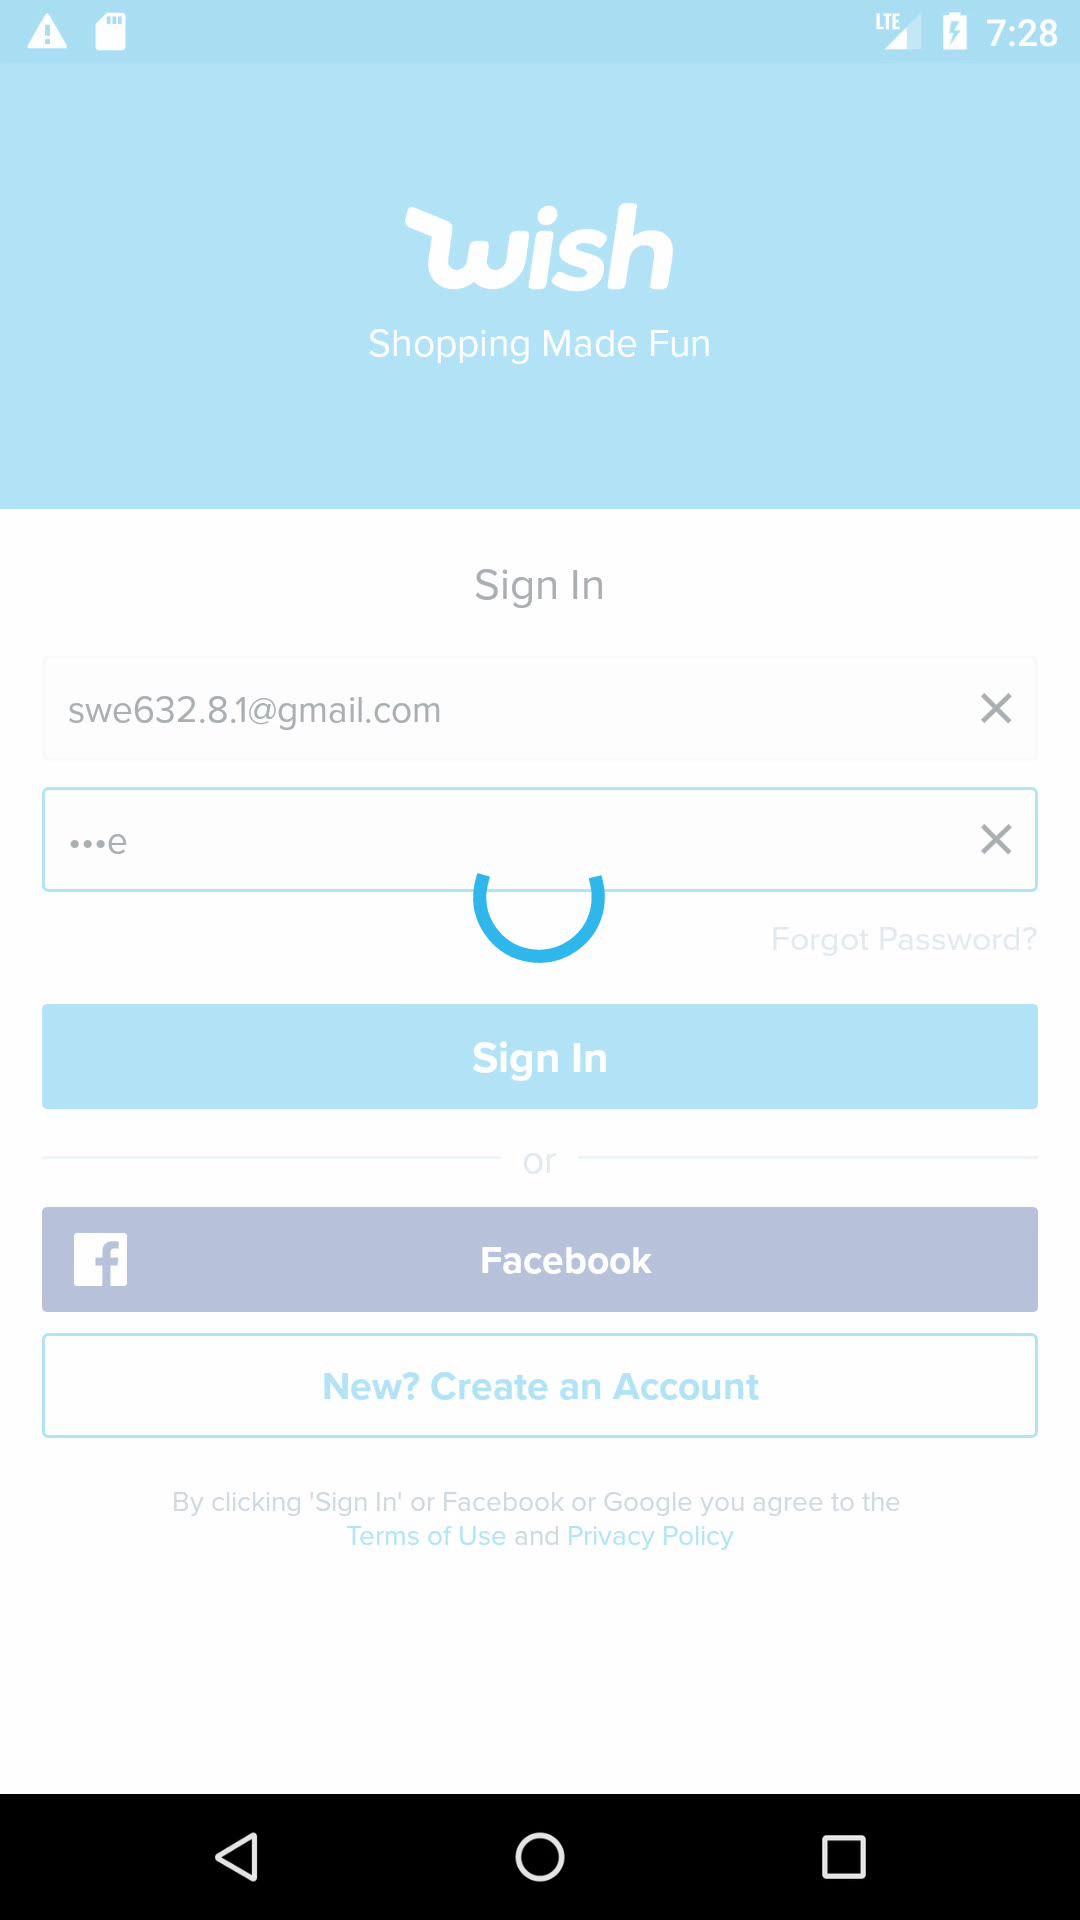 LTE 7:28
wish
Shopping Made Fun
Sign In
swe632.8.1@gmail.com
•••e
Forgot Password?
Sign In
or
Facebook
New? Create an Account
By clicking 'Sign In' or Facebook or Google you agree to the
Terms of Use and Privacy Policy